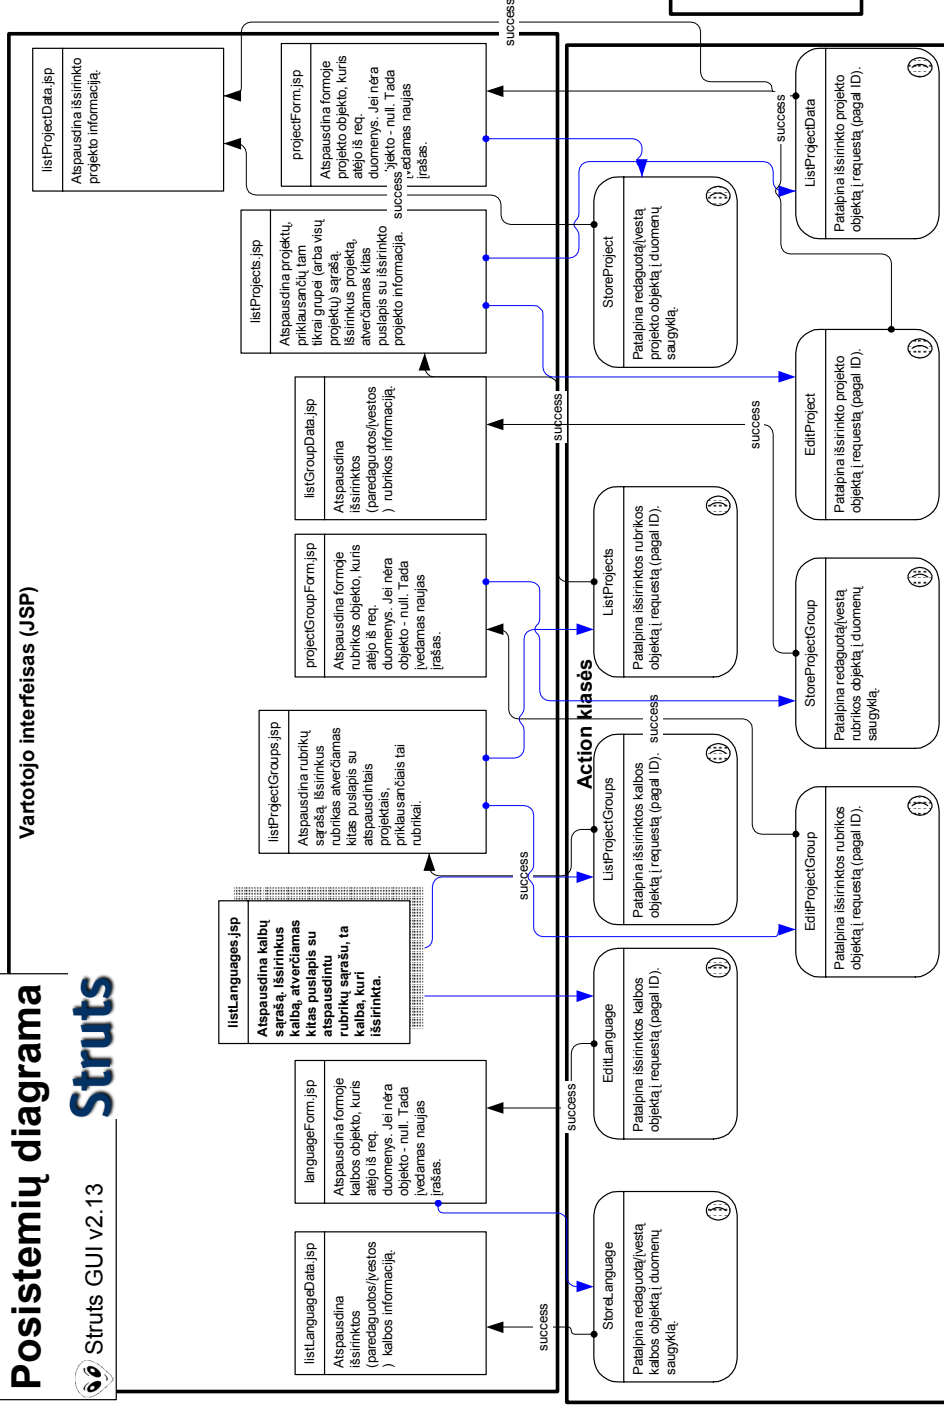 Posistemių diagrama
Struts GUI v2.13
Struts
Vartotojo interfeisas (JSP)
listLanguageData.jsp
Atspausdina
išsirinktos
(paredaguotos/įvestos
) kalbos informaciją.
languageForm.jsp
Atspausdina formoje
kalbos objekto, kuris
atėjo iš req.
duomenys. Jei nėra
objekto - null. Tada
įvedamas naujas
įrašas.
listLanguages.jsp
Atspausdina kalbų
sąrašą. Išsirinkus
kalbą, atverčiamas
kitas puslapis su
atspausdintu
rubrikų sąrašu, ta
kalba, kuri
išsirinkta.
listProjectGroups.jsp
Atspausdina rubrikų
sąrašą. Išsirinkus
rubrikas atverčiamas
kitas puslapis su
atspausdintais
projektais,
priklausančiais tai
rubrikai.
projectGroupForm.jsp
Atspausdina formoje
rubrikos objekto, kuris
atėjo iš req.
duomenys. Jei nėra
objekto - null. Tada
įvedamas naujas
įrašas.
listGroupData.jsp
Atspausdina
išsirinktos
(paredaguotos/įvestos
) rubrikos informaciją.
listProjects.jsp
Atspausdina projektų,
priklausančių tam
tikrai grupei (arba visų
projektų) sąrašą.
Išsirinkus projektą,
atverčiamas kitas
puslapis su išsirinkto
projekto informacija.
projectForm.jsp
Atspausdina formoje
projekto objekto, kuris
atėjo iš req.
duomenys. Jei nėra
objekto - null. Tada
įvedamas naujas
įrašas.
listProjectData.jsp
Atspausdina išsirinkto
projekto informaciją.
success
success
success
success
success
success
success
success
success
Action klasės
StoreLanguage
Patalpina redaguotą/įvestą
kalbos objektą į duomenų
saugyklą.
EditLanguage
Patalpina išsirinktos kalbos
objektą į requestą (pagal ID).
ListProjectGroups
Patalpina išsirinktos kalbos
objektą į requestą (pagal ID).
ListProjects
Patalpina išsirinktos rubrikos
objektą į requestą (pagal ID).
StoreProject
Patalpina redaguotą/įvestą
projekto objektą į duomenų
saugyklą.
EditProjectGroup
Patalpina išsirinktos rubrikos
objektą į requestą (pagal ID).
StoreProjectGroup
Patalpina redaguotą/įvestą
rubrikos objektą į duomenų
saugyklą.
EditProject
Patalpina išsirinkto projekto
objektą į requestą (pagal ID).
ListProjectData
Patalpina išsirinkto projekto
objektą į requestą (pagal ID).